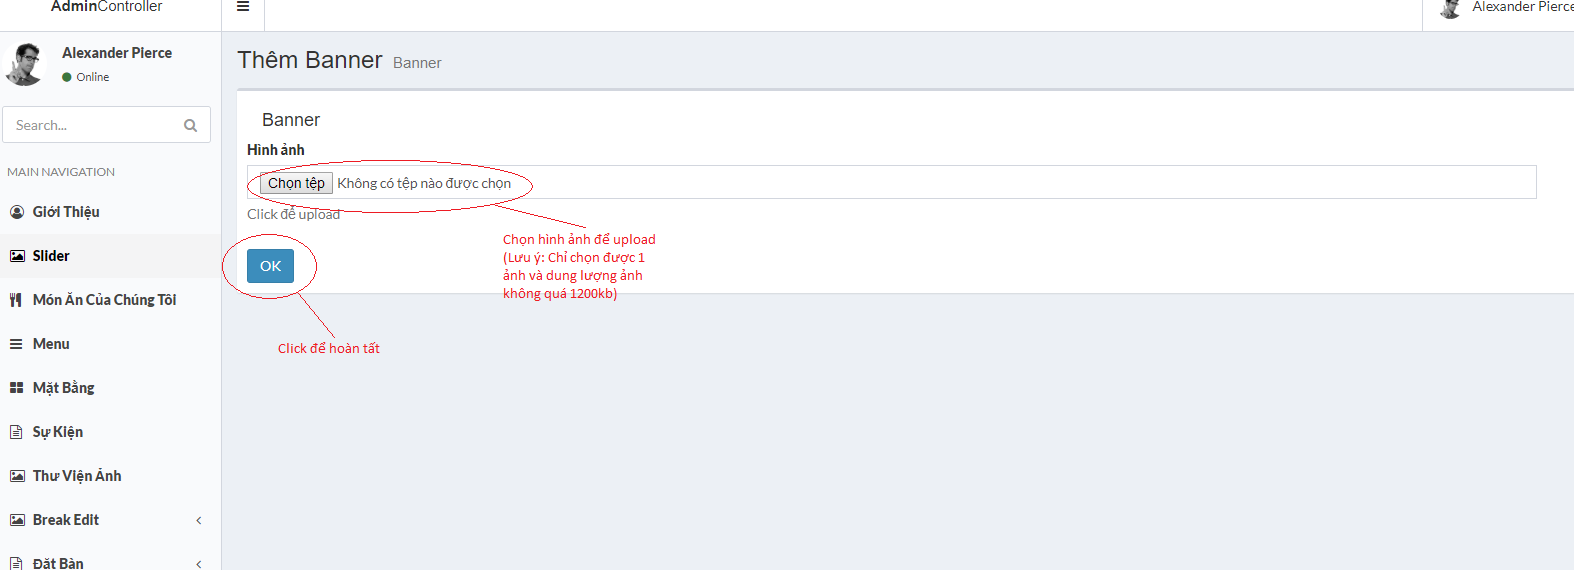 AdminController
Alexander Pierce
Alexander Pierce
Online
Search...
MAIN NAVIGATION
Giới Thiệu
Slider
Món Ăn Của Chúng Tôi
Menu
Mặt Bằng
Sự Kiện
Thư Viện Ảnh
Break Edit
Đặt Bàn
Thêm Banner Banner
Banner
Hình ảnh
Chọn tệp Không có tệp nào được chọn
Click để upload
OK
Chọn hình ảnh để upload
(Lưu ý: Chỉ chọn được 1
ảnh và dung lượng ảnh
không quá 1200kb)
Click để hoàn tất